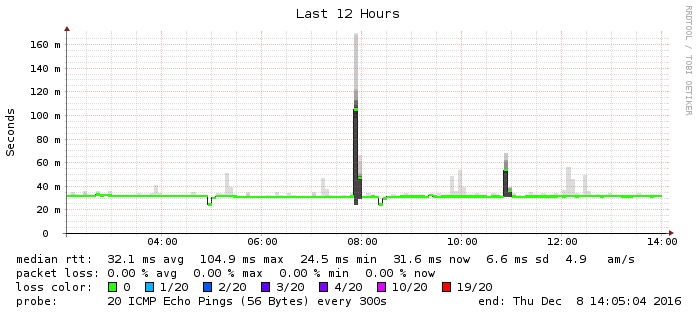 Last 12 Hours
RRDTOOL / TOBI OETIKER
Seconds
160 m
140 m
120 m
100 m
80 m
60 m
40 m
20 m
0
04:00 06:00 08:00 10:00 12:00 14:00
median rtt: 32.1 ms avg 104.9 ms max 24.5 ms min 31.6 ms now 6.6 ms sd 4.9 am/s
packet loss: 0.00 % avg 0.00 % max 0.00 % min 0.00 % now
loss color: 0 1/20 2/20 3/20 4/20 10/20 19/20
probe: 20 ICMP Echo Pings (56 Bytes) every 300s end: Thu Dec 8 14:05:04 2016